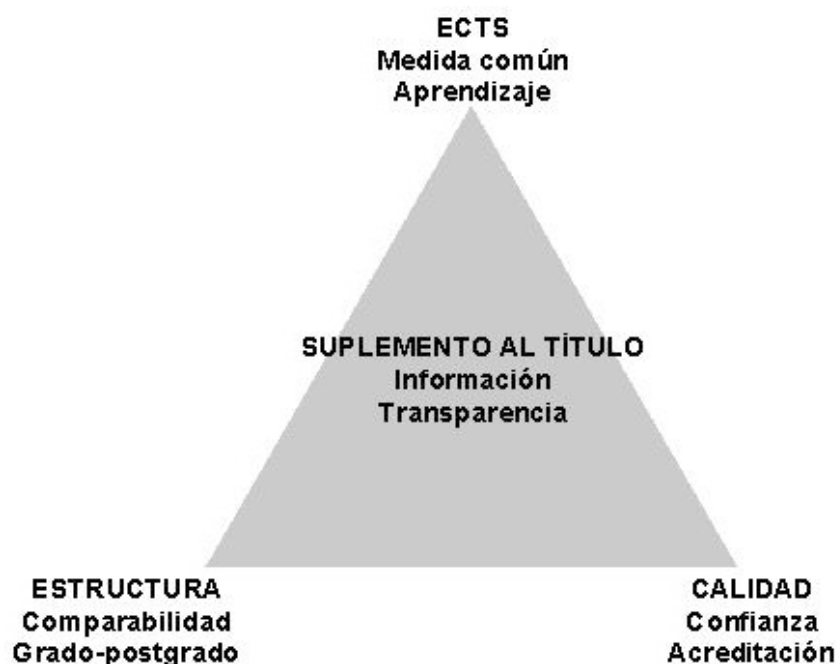 ECTS
Medida común
Aprendizaje
SUPLEMENTO AL TÍTULO
Información
Transparencia
ESTRUCTURA
Comparabilidad
Grado-postgrado
CALIDAD
Confianza
Acreditación